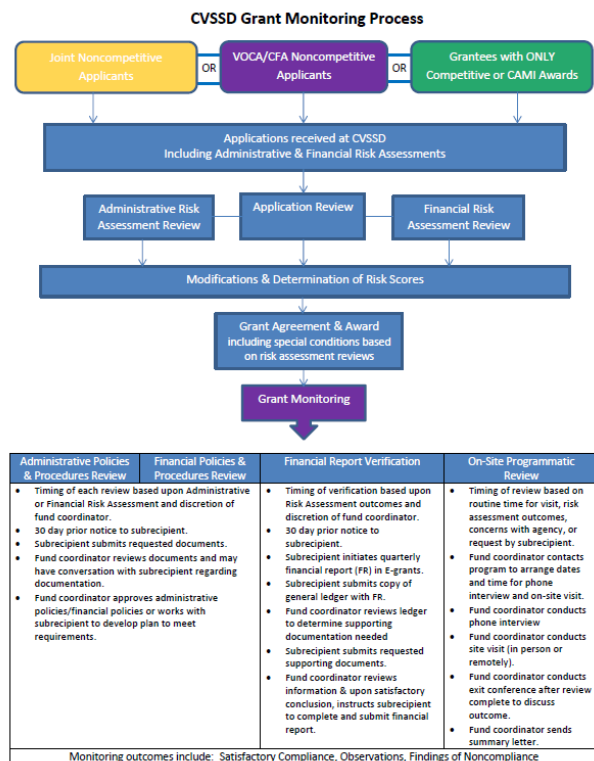 CVSSD Grant Monitoring Process
Joint Noncompetitive
Applicants
OR
VOCA/CFA Noncompetitive
Applicants
OR
Grantees with ONLY
Competitive or CAMI Awards
Applications received at CVSSD
Including Administrative & Financial Risk Assessments
Administrative Risk
Assessment Review
Application Review
Financial Risk
Assessment Review
Modifications & Determination of Risk Scores
Grant Agreement & Award
including special conditions based
on risk assessment reviews
Grant Monitoring
Administrative Policies
& Procedures Review
Financial Policies &
Procedures Review
• Timing of each review based upon Administrative
or Financial Risk Assessment and discretion of
fund coordinator.
• 30 day prior notice to subrecipient.
• Subrecipient submits requested documents.
• Fund coordinator reviews documents and may
have conversation with subrecipient regarding
documentation.
• Fund coordinator approves administrative
policies/financial policies or works with
subrecipient to develop plan to meet
requirements.
Financial Report Verification
• Timing of verification based upon
Risk Assessment outcomes and
discretion of fund coordinator.
• 30 day prior notice to
subrecipient.
• Subrecipient initiates quarterly
financial report (FR) in E-grants.
• Subrecipient submits copy of
general ledger with FR.
• Fund coordinator reviews ledger
to determine supporting
documentation needed
• Subrecipient submits requested
supporting documents.
• Fund coordinator reviews
information & upon satisfactory
conclusion, instructs subrecipient
to complete and submit financial
report.
On-Site Programmatic
Review
• Timing of review based on
routine time for visit, risk
assessment outcomes,
concerns with agency, or
request by subrecipient.
• Fund coordinator contacts
program to arrange dates
and time for phone
interview and on-site visit.
• Fund coordinator conducts
phone interview
• Fund coordinator conducts
site visit (in person or
remotely).
• Fund coordinator conducts
exit conference after review
complete to discuss
outcome.
• Fund coordinator sends
summary letter.
Monitoring outcomes include: Satisfactory Compliance, Observations, Findings of Noncompliance